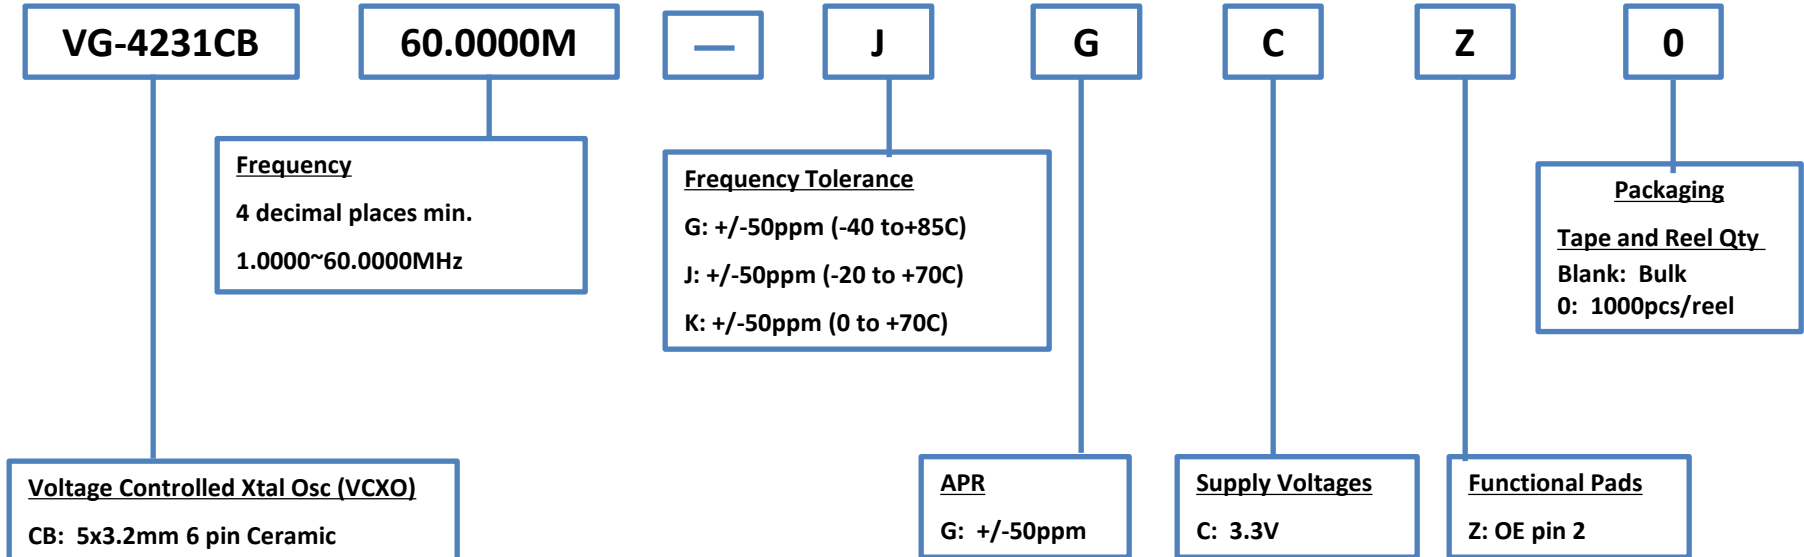 VG-4231CB 60.0000M — J G C Z 0
Frequency
4 decimal places min.
1.0000~60.0000MHz
Frequency Tolerance
G: +/-50ppm (-40 to+85C)
J: +/-50ppm (-20 to +70C)
K: +/-50ppm (0 to +70C)
Packaging
Tape and Reel Qty
Blank: Bulk
0: 1000pcs/reel
Voltage Controlled Xtal Osc (VCXO)
CB: 5x3.2mm 6 pin Ceramic
APR
G: +/-50ppm
Supply Voltages
C: 3.3V
Functional Pads
Z: OE pin 2